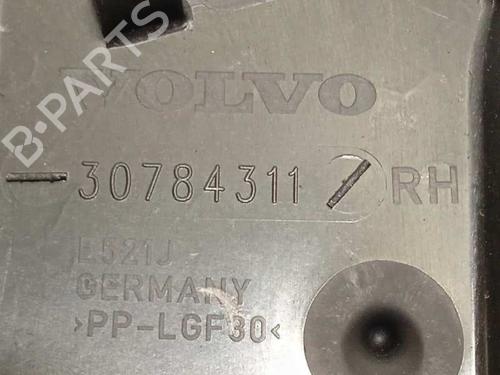 B-PARTS
VOLVO
— 30784311 / RH
E521J
GERMANY
>PP-LGF30<